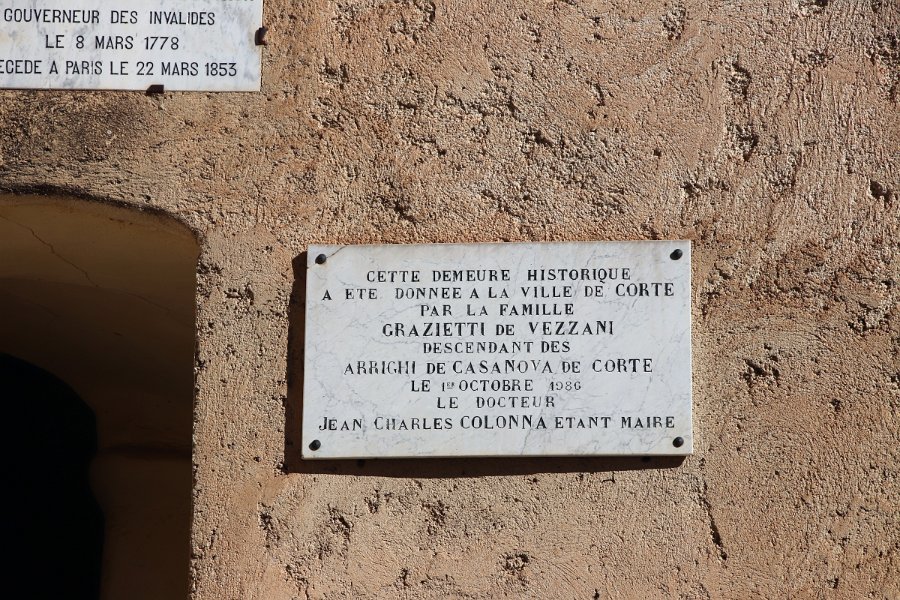 GOUVERNEUR DES INVALIDES
LE 8 MARS 1778
ECEDE A PARIS LE 22 MARS 1853
CETTE DEMEURE HISTORIQUE
A ETE DONNEE A LA VILLE DE CORTE
PAR LA FAMILLE
GRAZIETTI DE VEZZANI
DESCENDANT DES
ARRIGHI DE CASANOVA DE CORTE
LE 1ER OCTOBRE 1986
LE DOCTEUR
JEAN CHARLES COLONNA ETANT MAIRE